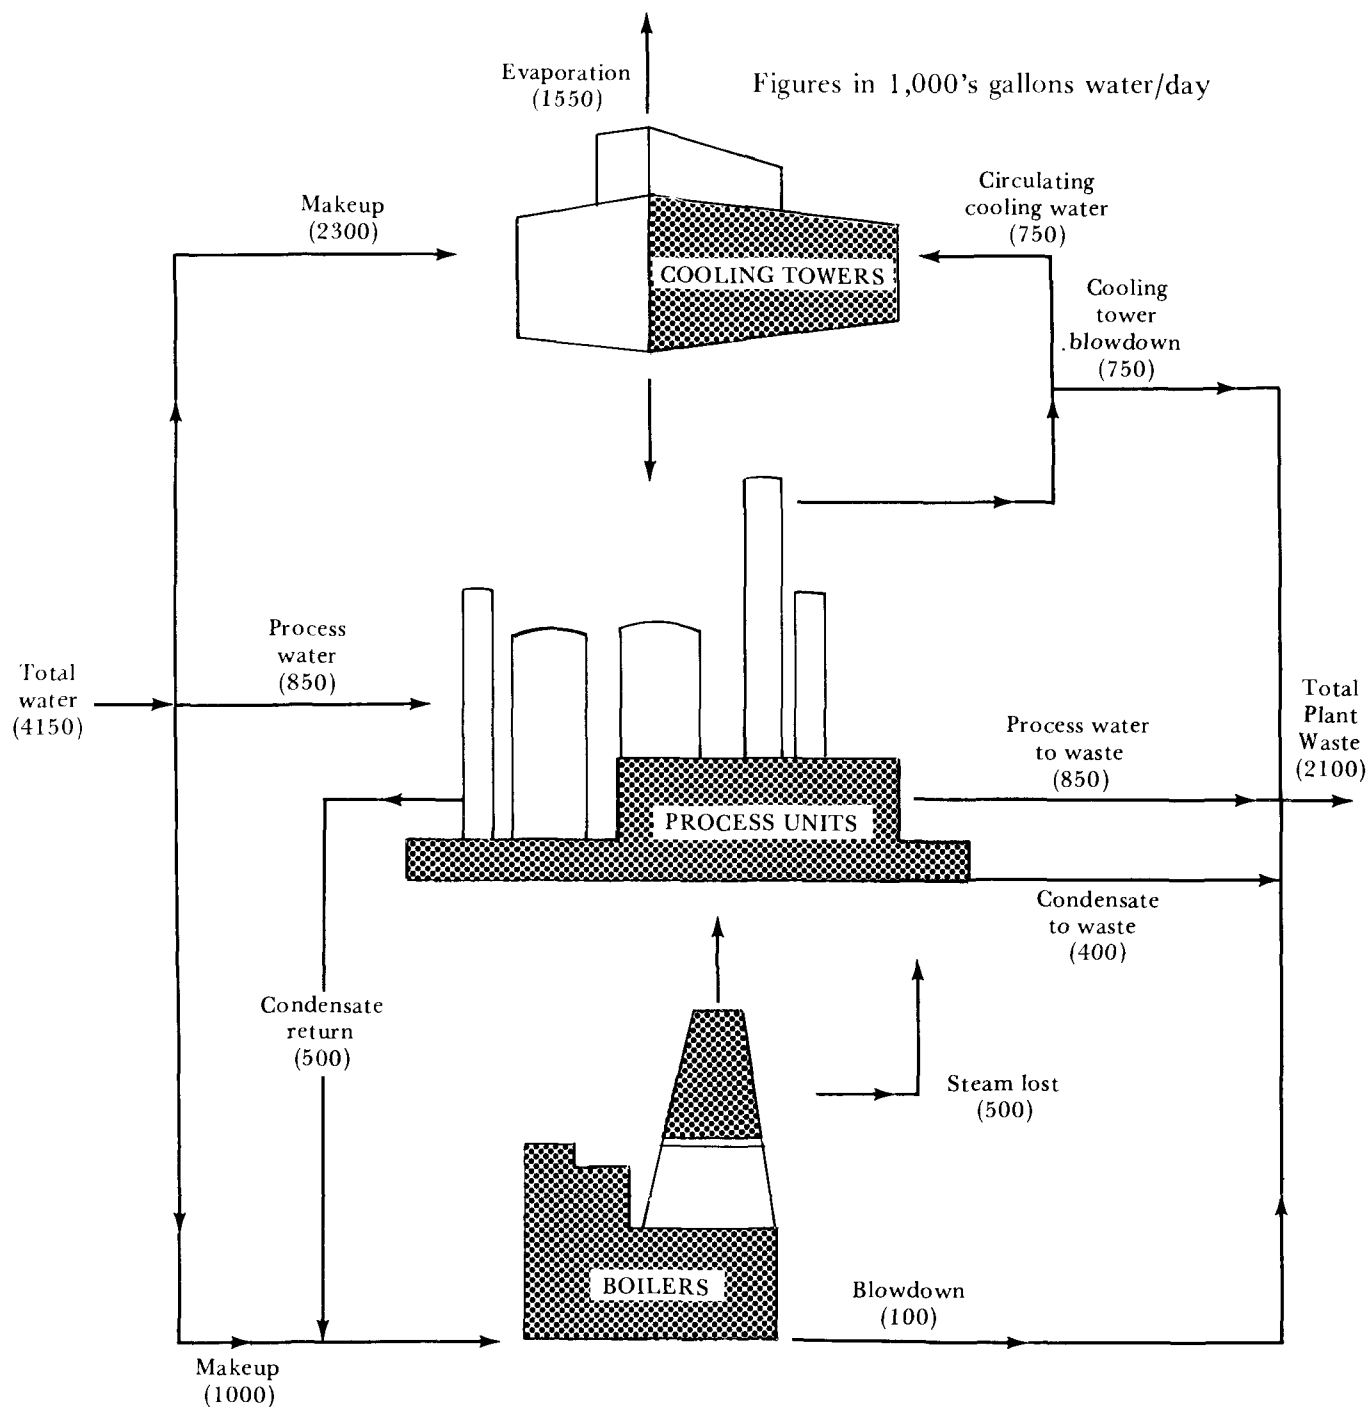 Evaporation
(1550)
Figures in 1,000's gallons water/day
Makeup
(2300)
Circulating
cooling water
(750)
COOLING TOWERS
Cooling
tower
.blowdown
(750)
Process
water
(850)
Total
water
(4150)
Total
Plant
Waste
(2100)
Process water
to waste
(850)
PROCESS UNITS
Condensate
to waste
(400)
Condensate
return
(500)
Steam lost
(500)
BOILERS
Blowdown
(100)
Makeup
(1000)